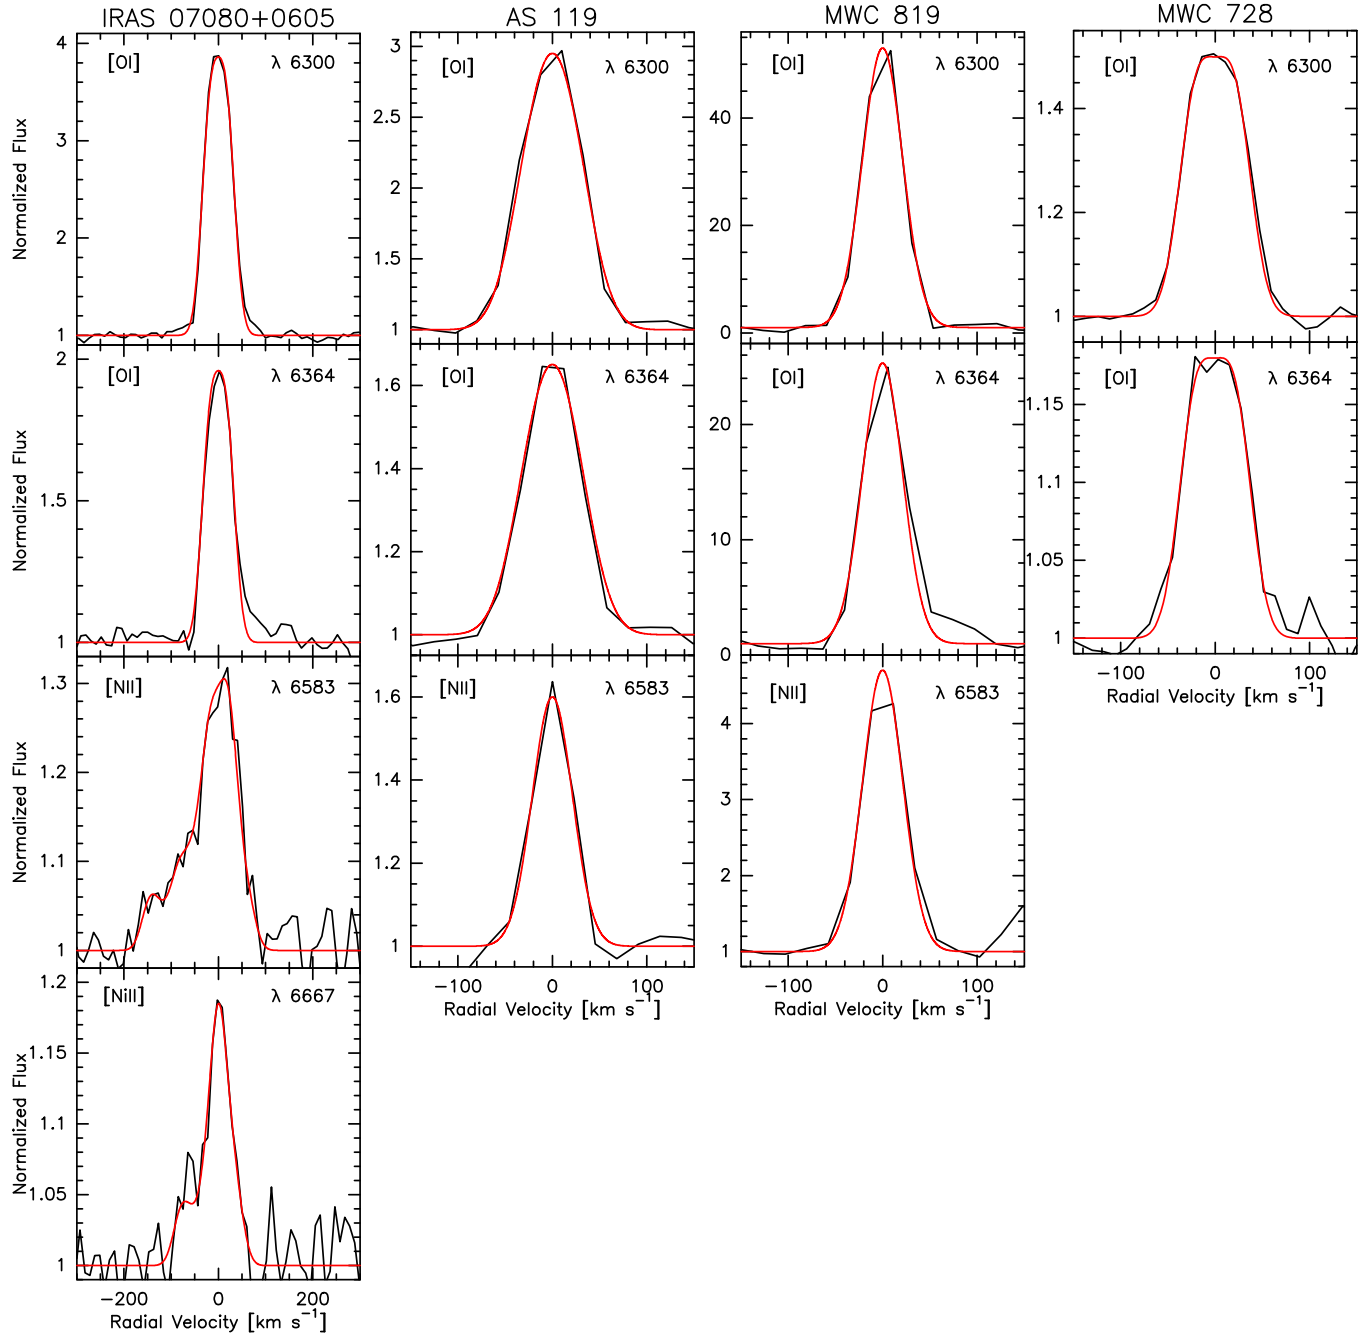 IRAS 07080+0605
AS 119
MWC 819
MWC 728
[OI] λ 6300
4
3
2
1
Normalized Flux
[OI] λ 6300
3
2.5
2
1.5
1
[OI] λ 6300
40
20
0
[OI] λ 6300
1.4
1.2
1
[OI] λ 6364
2
1.5
1
Normalized Flux
[OI] λ 6364
1.6
1.4
1.2
1
[OI] λ 6364
20
10
0
[OI] λ 6364
1.15
1.1
1.05
1
−100 0 100
Radial Velocity [km s−1]
[NII] λ 6583
1.3
1.2
1.1
1
Normalized Flux
[NII] λ 6583
1.6
1.4
1.2
1
−100 0 100
Radial Velocity [km s−1]
[NII] λ 6583
4
3
2
1
−100 0 100
Radial Velocity [km s−1]
[NiII] λ 6667
1.2
1.15
1.1
1.05
1
Normalized Flux
−200 0 200
Radial Velocity [km s−1]